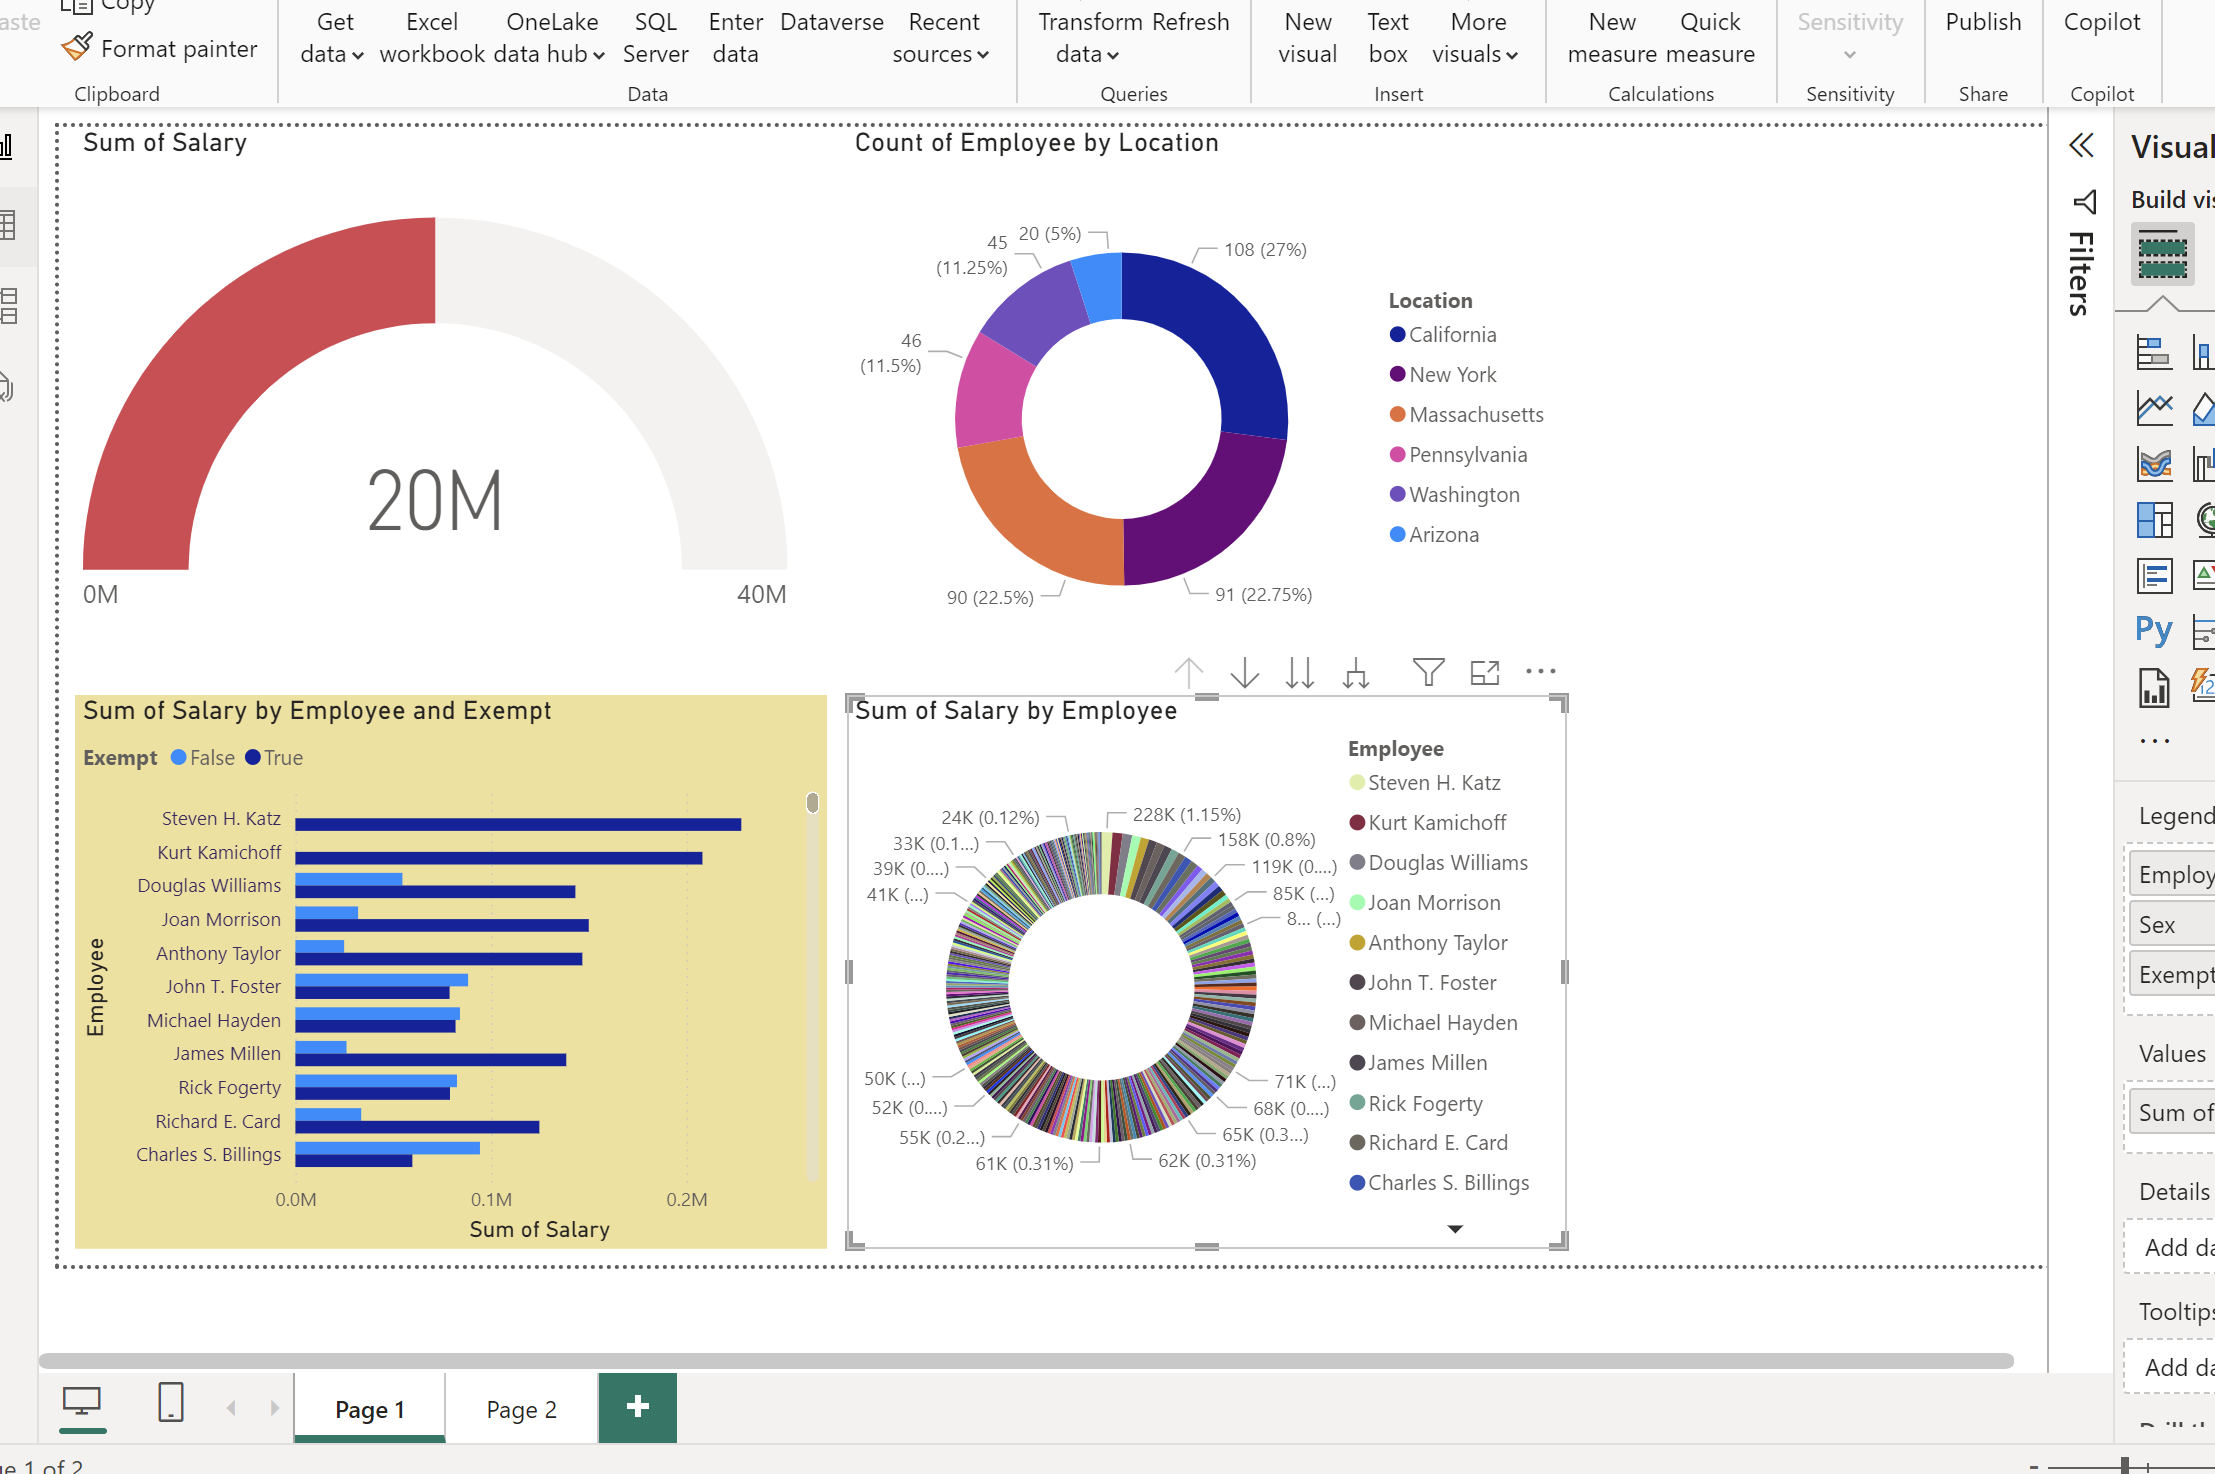 Copy
Format painter
Clipboard
Get data
Excel workbook
OneLake data hub
SQL Server
Enter data
Dataverse
Recent sources
Data
Transform data
Refresh
Queries
New visual
Text box
More visuals
Insert
New measure
Quick measure
Calculations
Sensitivity
Sensitivity
Publish
Share
Copilot
Copilot
Sum of Salary
20M
0M
40M
Count of Employee by Location
20 (5%)
108 (27%)
45 (11.25%)
46 (11.5%)
90 (22.5%)
91 (22.75%)
Location
California
New York
Massachusetts
Pennsylvania
Washington
Arizona
Sum of Salary by Employee and Exempt
Exempt False True
Employee
Steven H. Katz
Kurt Kamichoff
Douglas Williams
Joan Morrison
Anthony Taylor
John T. Foster
Michael Hayden
James Millen
Rick Fogerty
Richard E. Card
Charles S. Billings
0.0M 0.1M 0.2M
Sum of Salary
Sum of Salary by Employee
24K (0.12%)
33K (0.1...)
39K (0....)
41K (...)
50K (...)
52K (0....)
55K (0.2...)
61K (0.31%)
228K (1.15%)
158K (0.8%)
119K (0....)
85K (...)
8... (...)
71K (...)
68K (0....)
65K (0.3...)
62K (0.31%)
Employee
Steven H. Katz
Kurt Kamichoff
Douglas Williams
Joan Morrison
Anthony Taylor
John T. Foster
Michael Hayden
James Millen
Rick Fogerty
Richard E. Card
Charles S. Billings
Filters
Visual
Build vis
Py
Legend
Employ
Sex
Exempt
Values
Sum of
Details
Add da
Tooltips
Add da
Page 1
Page 2
1 of 2